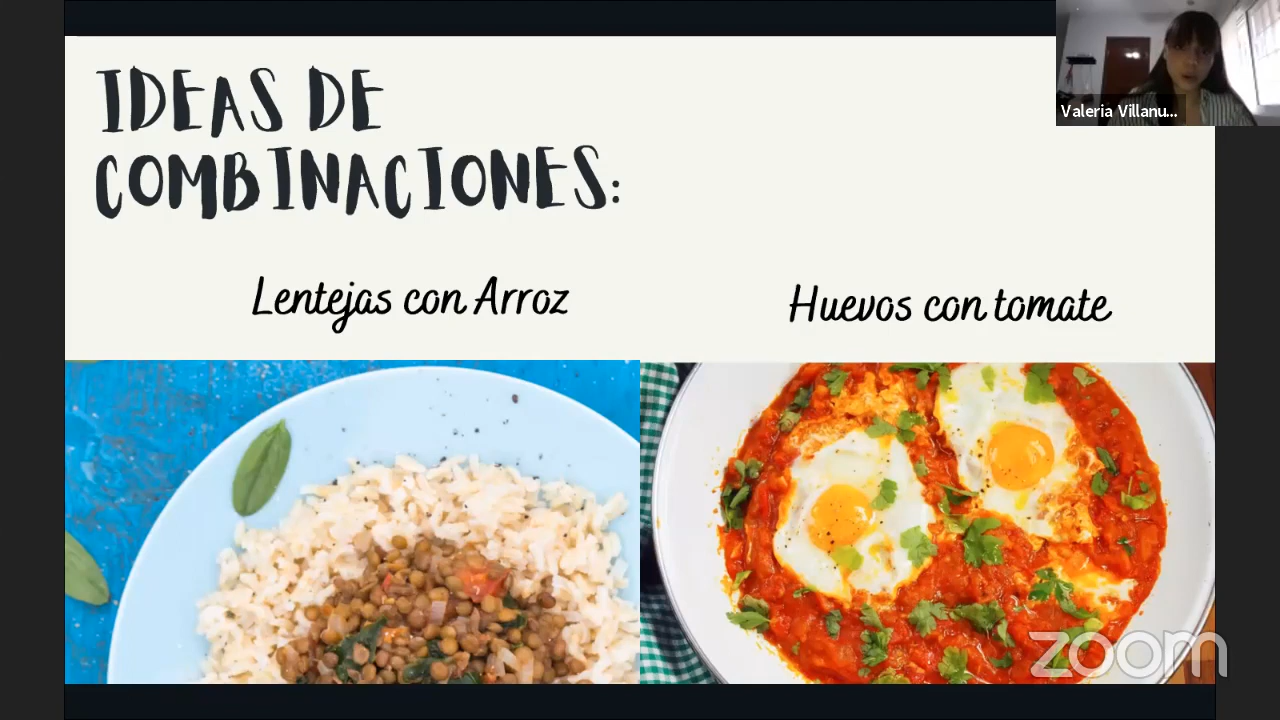 IDEAS DE
COMBINACIONES:
Valeria Villanu...
Lentejas con Arroz
Huevos con tomate
zoom